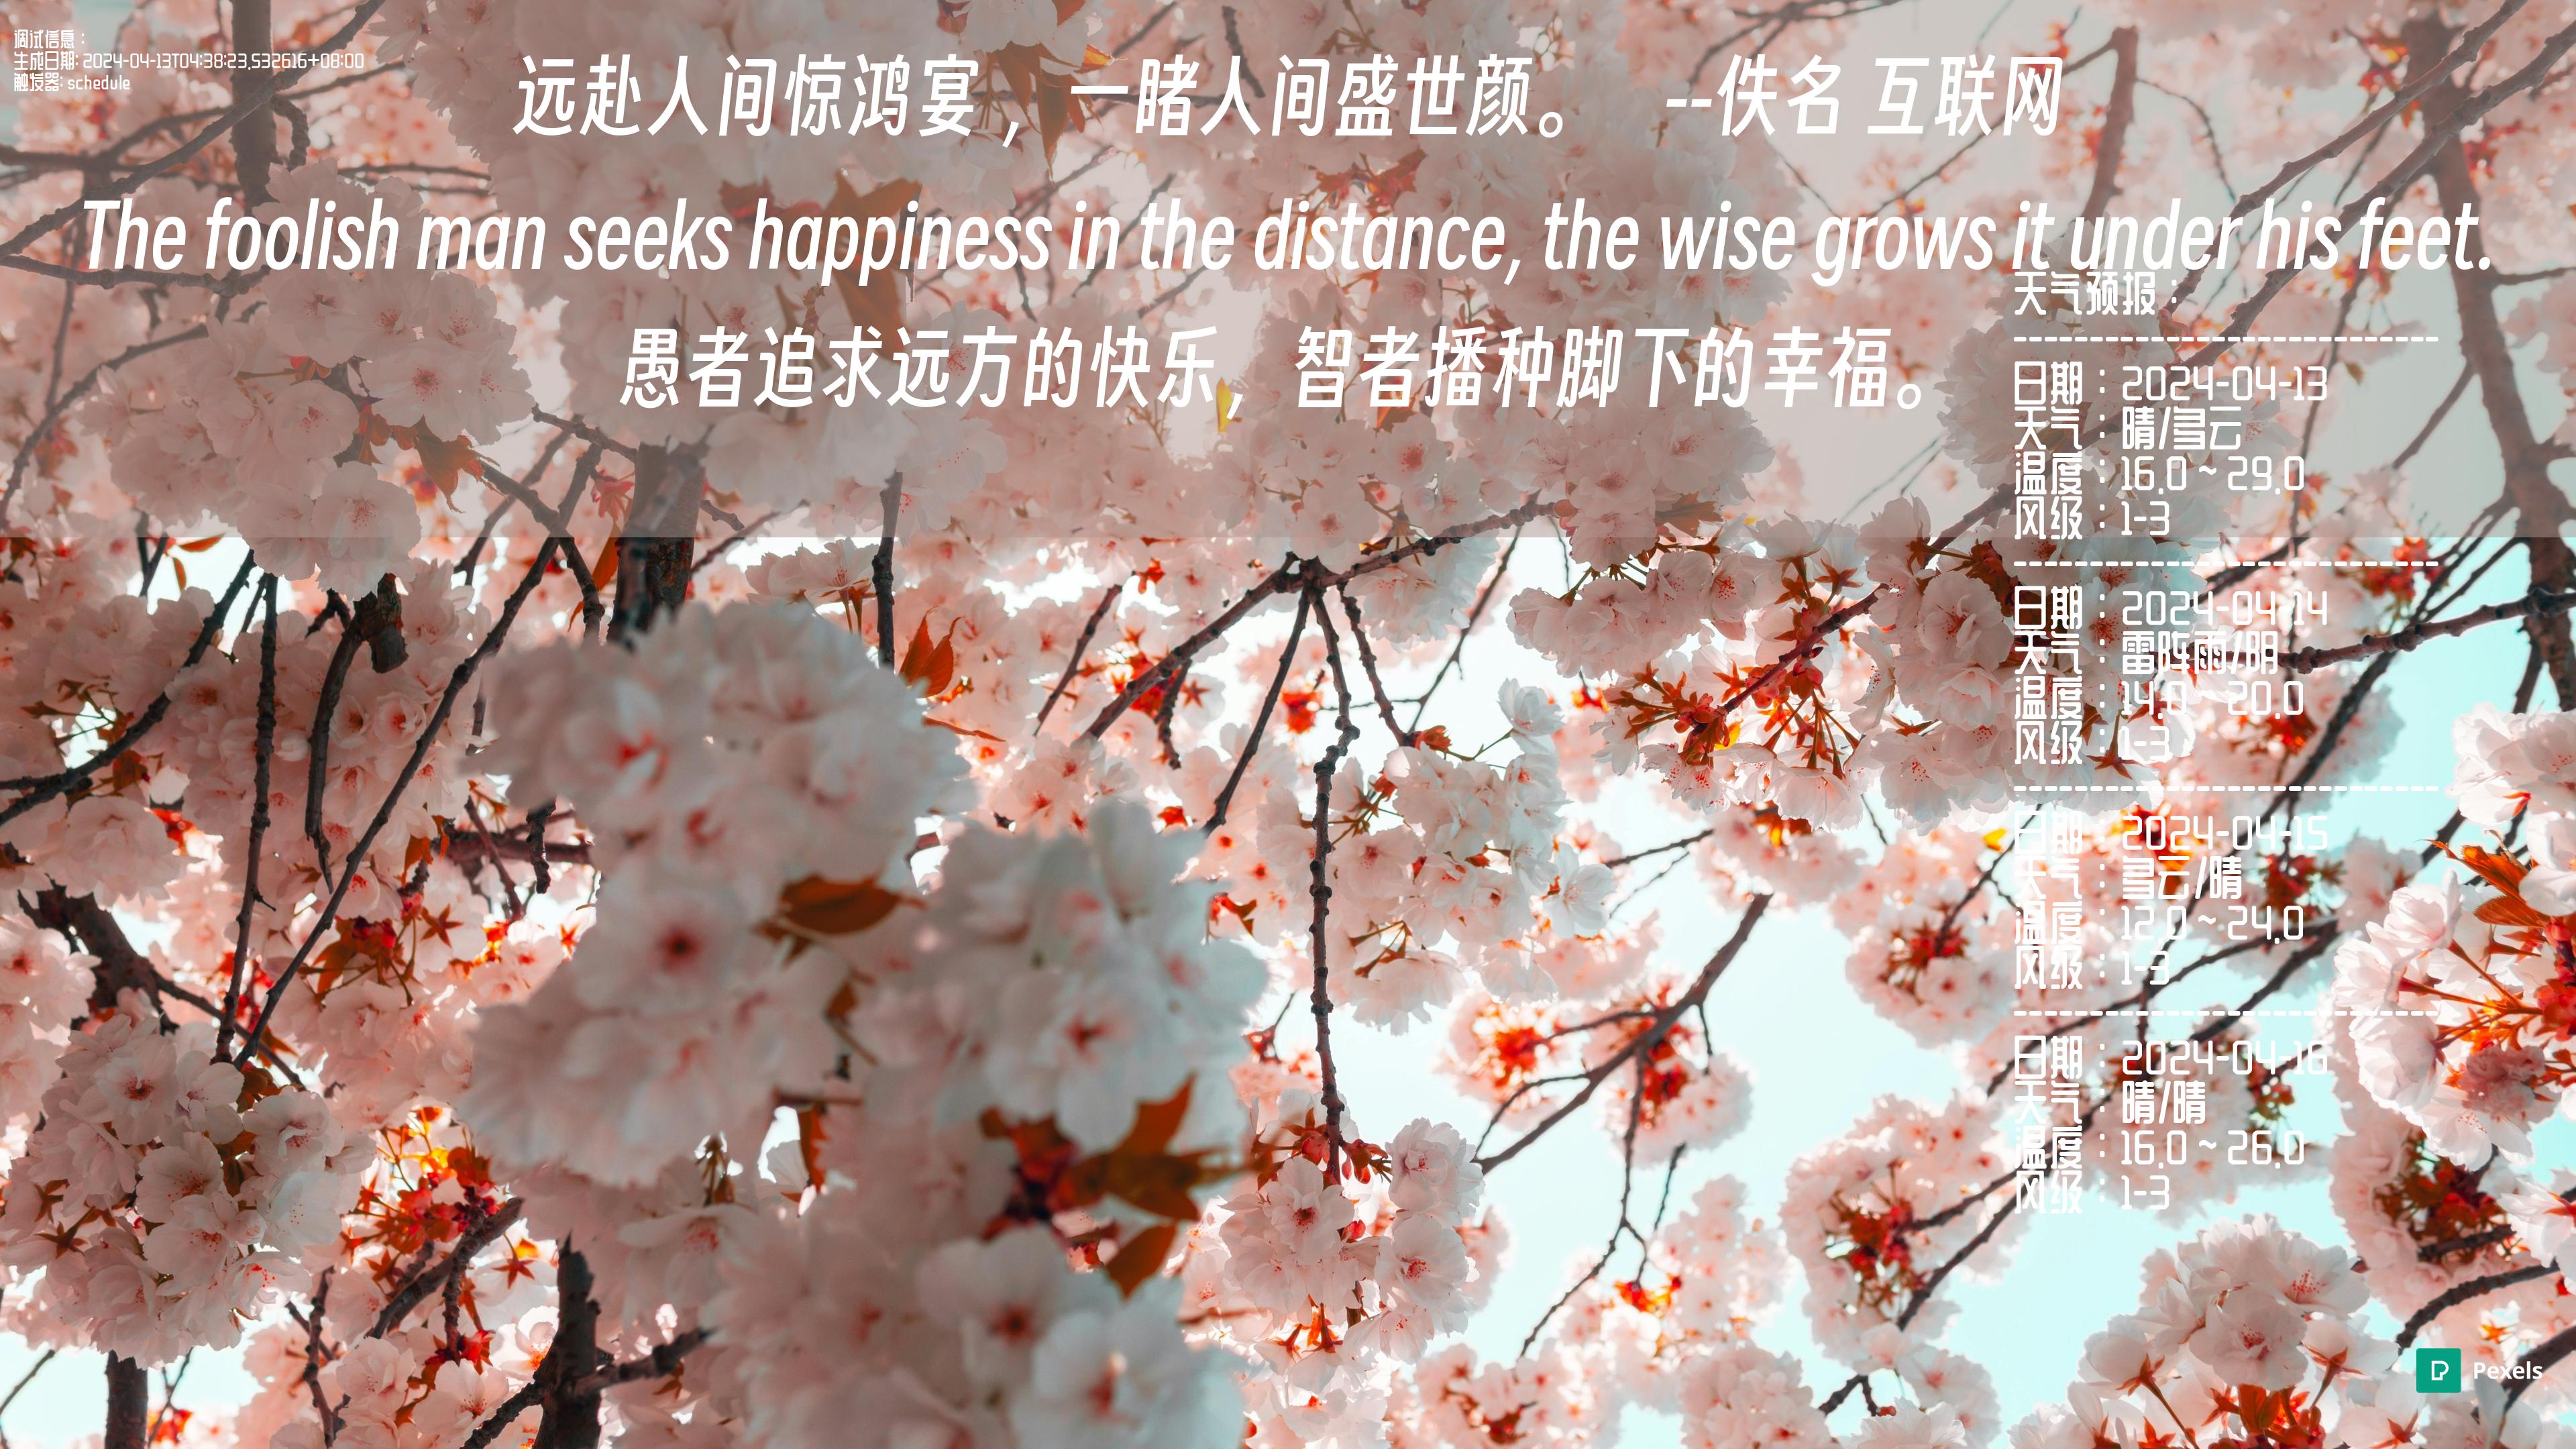 调试信息：
生成日期: 2024-04-13T04:38:23.532616+08:00
触发器: schedule
远赴人间惊鸿宴，一睹人间盛世颜。 --佚名 互联网
The foolish man seeks happiness in the distance, the wise grows it under his feet.
愚者追求远方的快乐，智者播种脚下的幸福。
天气预报：
------------------------------
日期：2024-04-13
天气：晴/多云
温度：16.0 ~ 29.0
风级：1-3
------------------------------
日期：2024-04-14
天气：雷阵雨/阴
温度：14.0 ~ 20.0
风级：1-3
------------------------------
日期：2024-04-15
天气：多云/晴
温度：12.0 ~ 24.0
风级：1-3
------------------------------
日期：2024-04-16
天气：晴/晴
温度：16.0 ~ 26.0
风级：1-3
Pexels